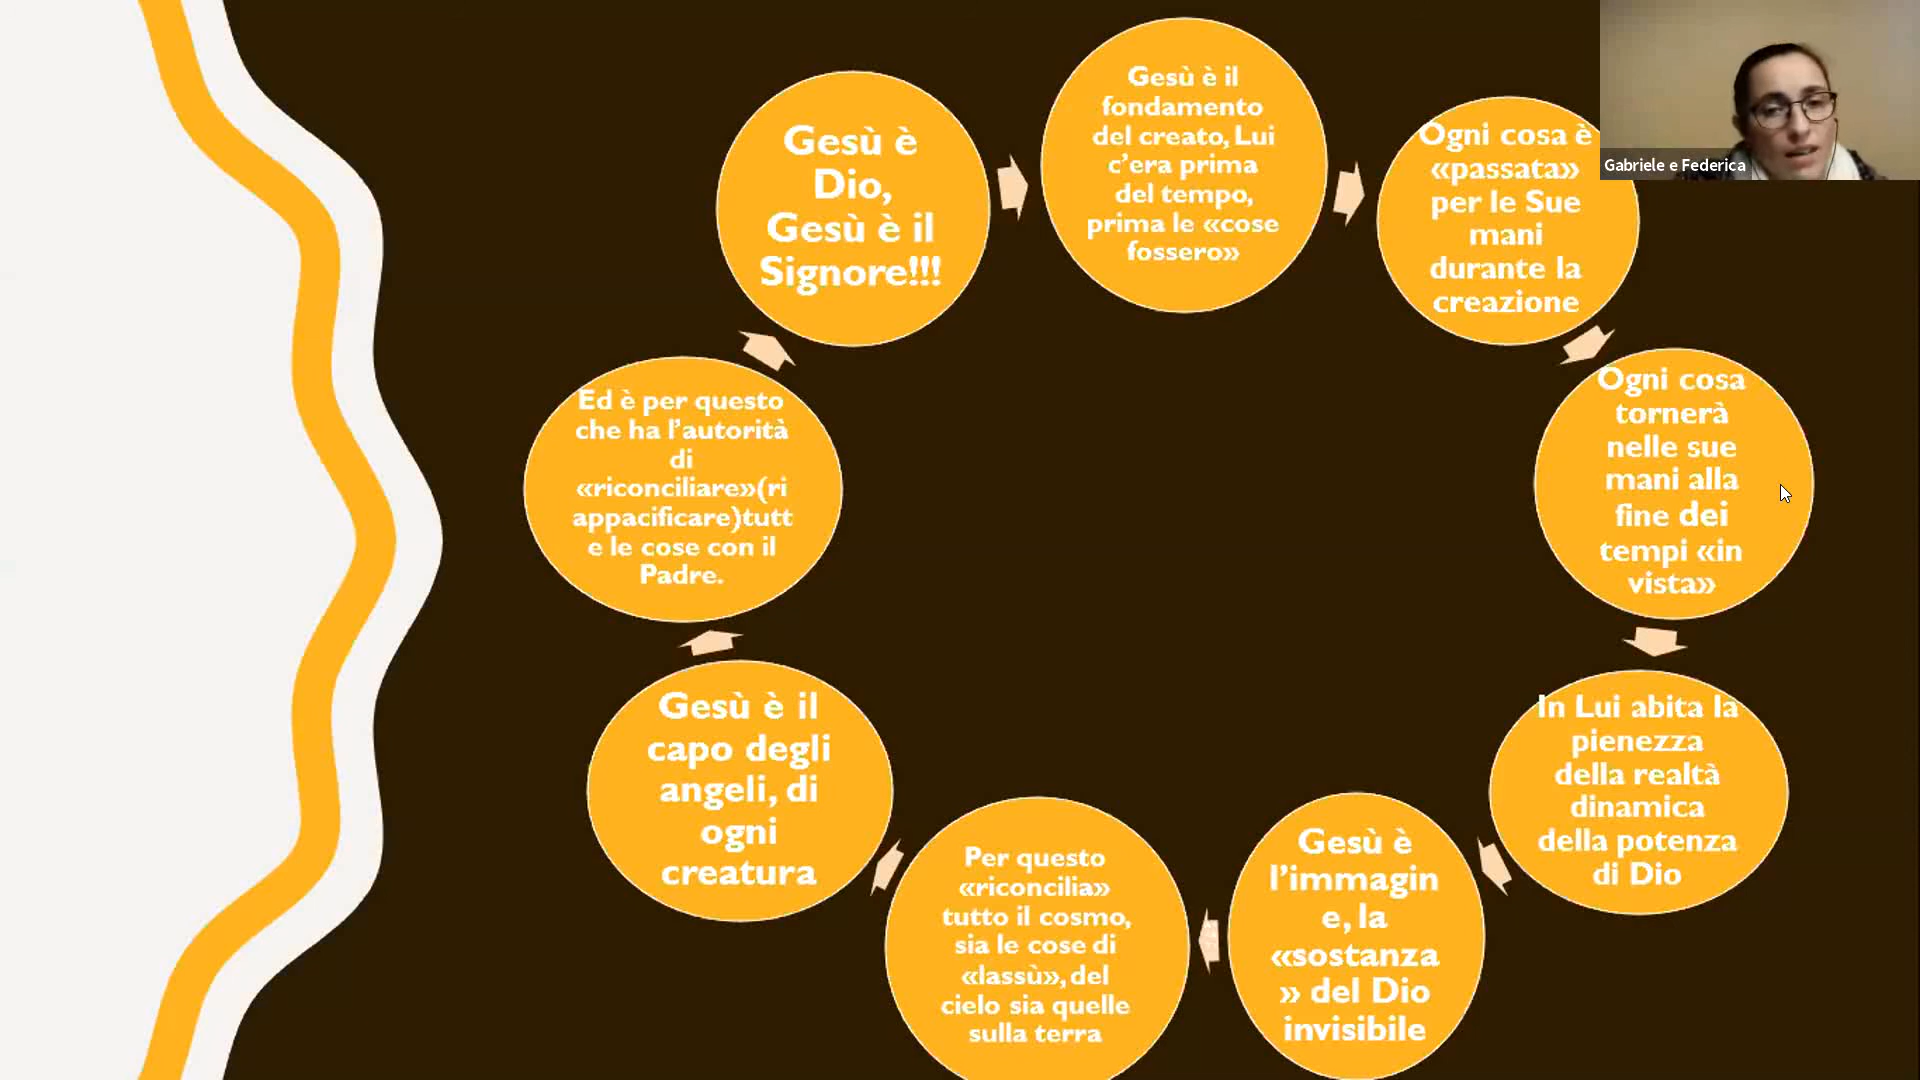 Gesù è
Dio,
Gesù è il
Signore!!!
Gesù è il
fondamento
del creato, Lui
c’era prima
del tempo,
prima le «cose
fossero»
Ogni cosa è
«passata»
per le Sue
mani
durante la
creazione
Ogni cosa
tornerà
nelle sue
mani alla
fine dei
tempi «in
vista»
In Lui abita la
pienezza
della realtà
dinamica
della potenza
di Dio
Gesù è
l’immagin
e, la
«sostanza
» del Dio
invisibile
Per questo
«riconcilia»
tutto il cosmo,
sia le cose di
«lassù», del
cielo sia quelle
sulla terra
Gesù è il
capo degli
angeli, di
ogni
creatura
Ed è per questo
che ha l’autorità
di
«riconciliare»(ri
appacificare)tutt
e le cose con il
Padre.
Gabriele e Federica